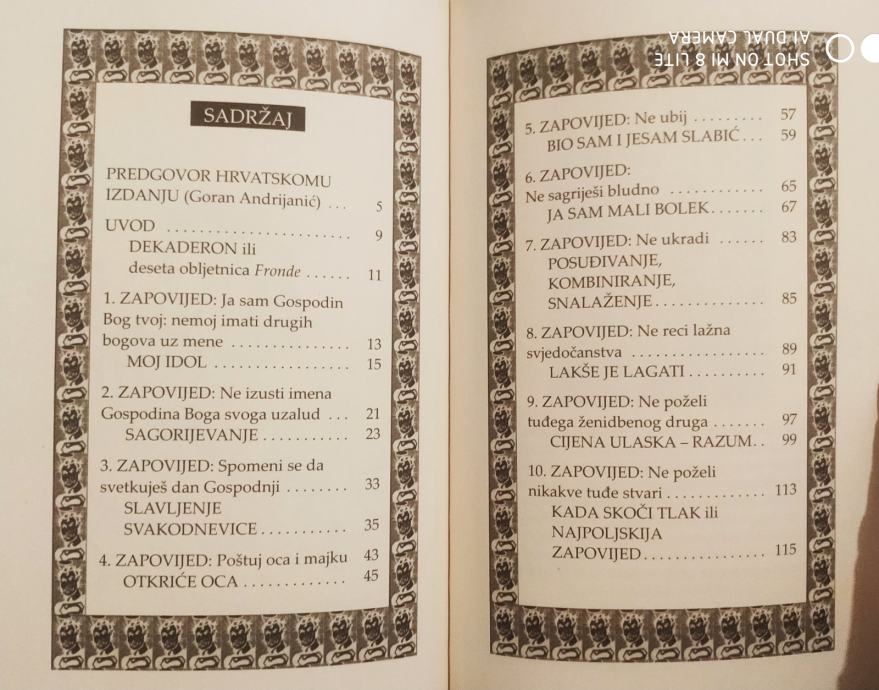 SADRŽAJ
PREDGOVOR HRVATSKOMU
IZDANJU (Goran Andrijanić) ... 5
UVOD ...................... 9
DEKADERON ili
deseta obljetnica Fronde ...... 11
1. ZAPOVIJED: Ja sam Gospodin
Bog tvoj: nemoj imati drugih
bogova uz mene .............. 13
MOJ IDOL ................ 15
2. ZAPOVIJED: Ne izusti imena
Gospodina Boga svoga uzalud ... 21
SAGORIJEVANJE ........... 23
3. ZAPOVIJED: Spomeni se da
svetkuješ dan Gospodnji ........ 33
SLAVLJENJE
SVAKODNEVICE ........... 35
4. ZAPOVIJED: Poštuj oca i majku 43
OTKRIĆE OCA ............. 45
5. ZAPOVIJED: Ne ubij ......... 57
BIO SAM I JESAM SLABIĆ ... 59
6. ZAPOVIJED:
Ne sagriješi bludno ............ 65
JA SAM MALI BOLEK ....... 67
7. ZAPOVIJED: Ne ukradi ...... 83
POSUĐIVANJE,
KOMBINIRANJE,
SNALAŽENJE ............. 85
8. ZAPOVIJED: Ne reci lažna
svjedočanstva ................ 89
LAKŠE JE LAGATI ......... 91
9. ZAPOVIJED: Ne poželi
tuđega ženidbenog druga ....... 97
CIJENA ULASKA – RAZUM .. 99
10. ZAPOVIJED: Ne poželi
nikakve tuđe stvari ............ 113
KADA SKOČI TLAK ili
NAJPOLJSKIJA
ZAPOVIJED .............. 115
SHOT ON MI 8 LITE
AI DUAL CAMERA